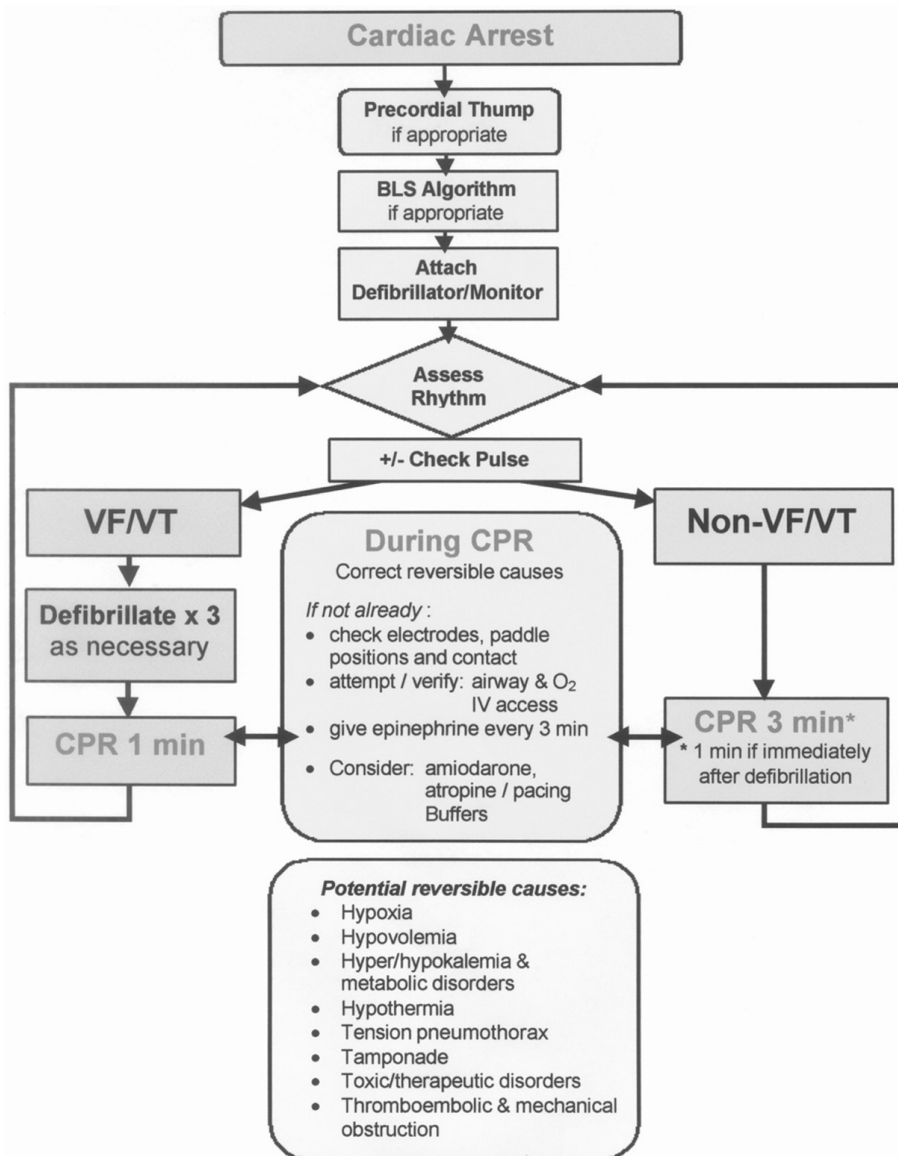 Cardiac Arrest
Precordial Thump
if appropriate
BLS Algorithm
if appropriate
Attach
Defibrillator/Monitor
Assess
Rhythm
+/- Check Pulse
VF/VT
Defibrillate x 3
as necessary
CPR 1 min
During CPR
Correct reversible causes
If not already :
• check electrodes, paddle
positions and contact
• attempt / verify: airway & O₂
IV access
• give epinephrine every 3 min
• Consider: amiodarone,
atropine / pacing
Buffers
Non-VF/VT
CPR 3 min*
* 1 min if immediately
after defibrillation
Potential reversible causes:
• Hypoxia
• Hypovolemia
• Hyper/hypokalemia &
metabolic disorders
• Hypothermia
• Tension pneumothorax
• Tamponade
• Toxic/therapeutic disorders
• Thromboembolic & mechanical
obstruction